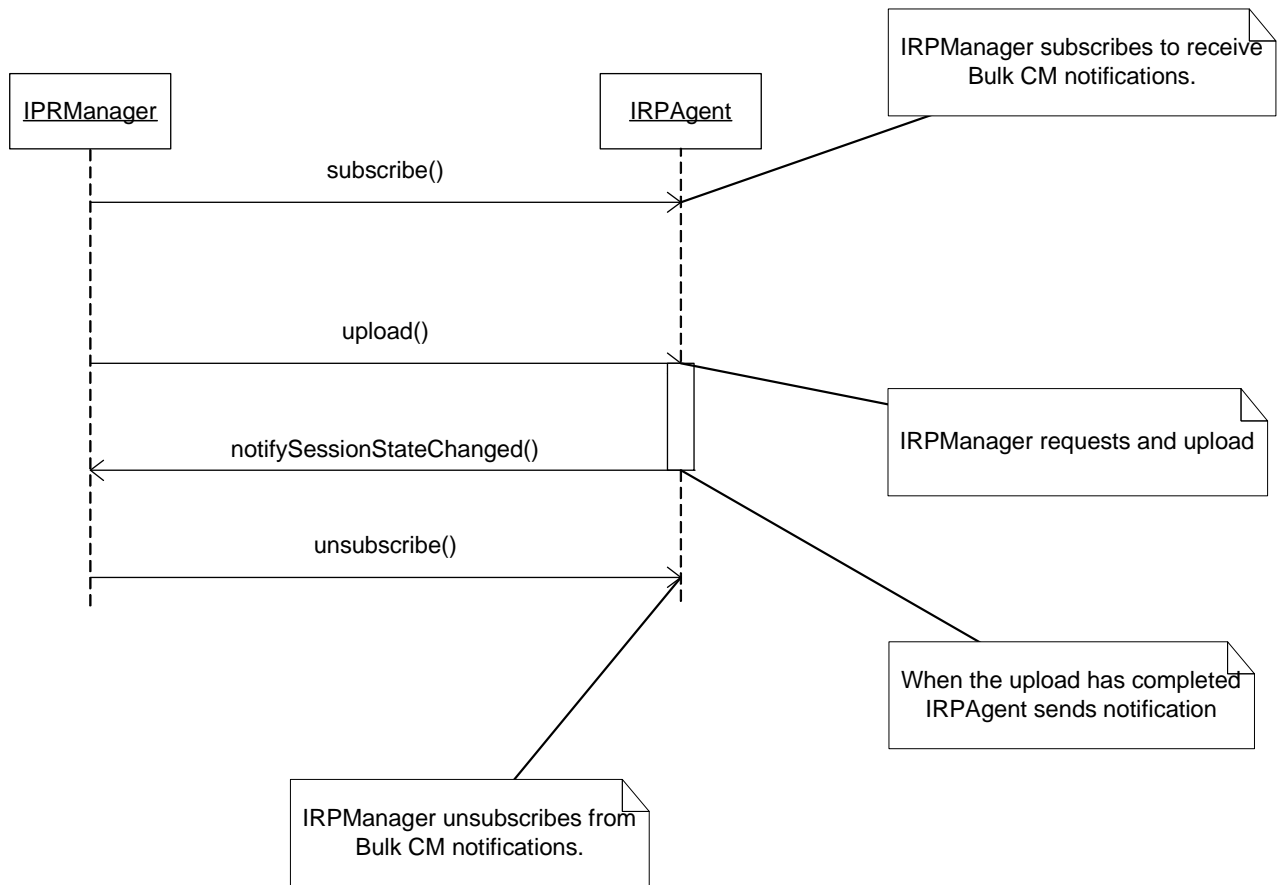 IRPManager subscribes to receive
Bulk CM notifications.
IPRManager
IRPAgent
subscribe()
upload()
IRPManager requests and upload
notifySessionStateChanged()
unsubscribe()
When the upload has completed
IRPAgent sends notification
IRPManager unsubscribes from
Bulk CM notifications.